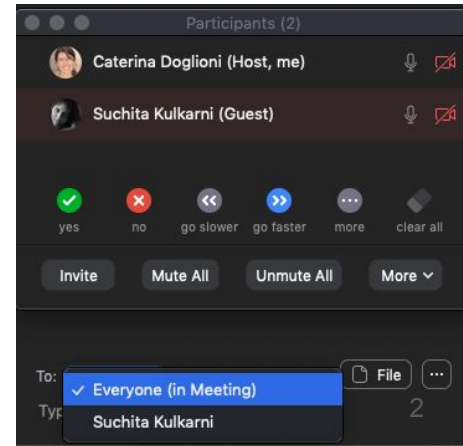 Participants (2)
Caterina Doglioni (Host, me)
Suchita Kulkarni (Guest)
yes no go slower go faster more clear all
Invite Mute All Unmute All More
To: Everyone (in Meeting) File ...
Typ 2
Suchita Kulkarni